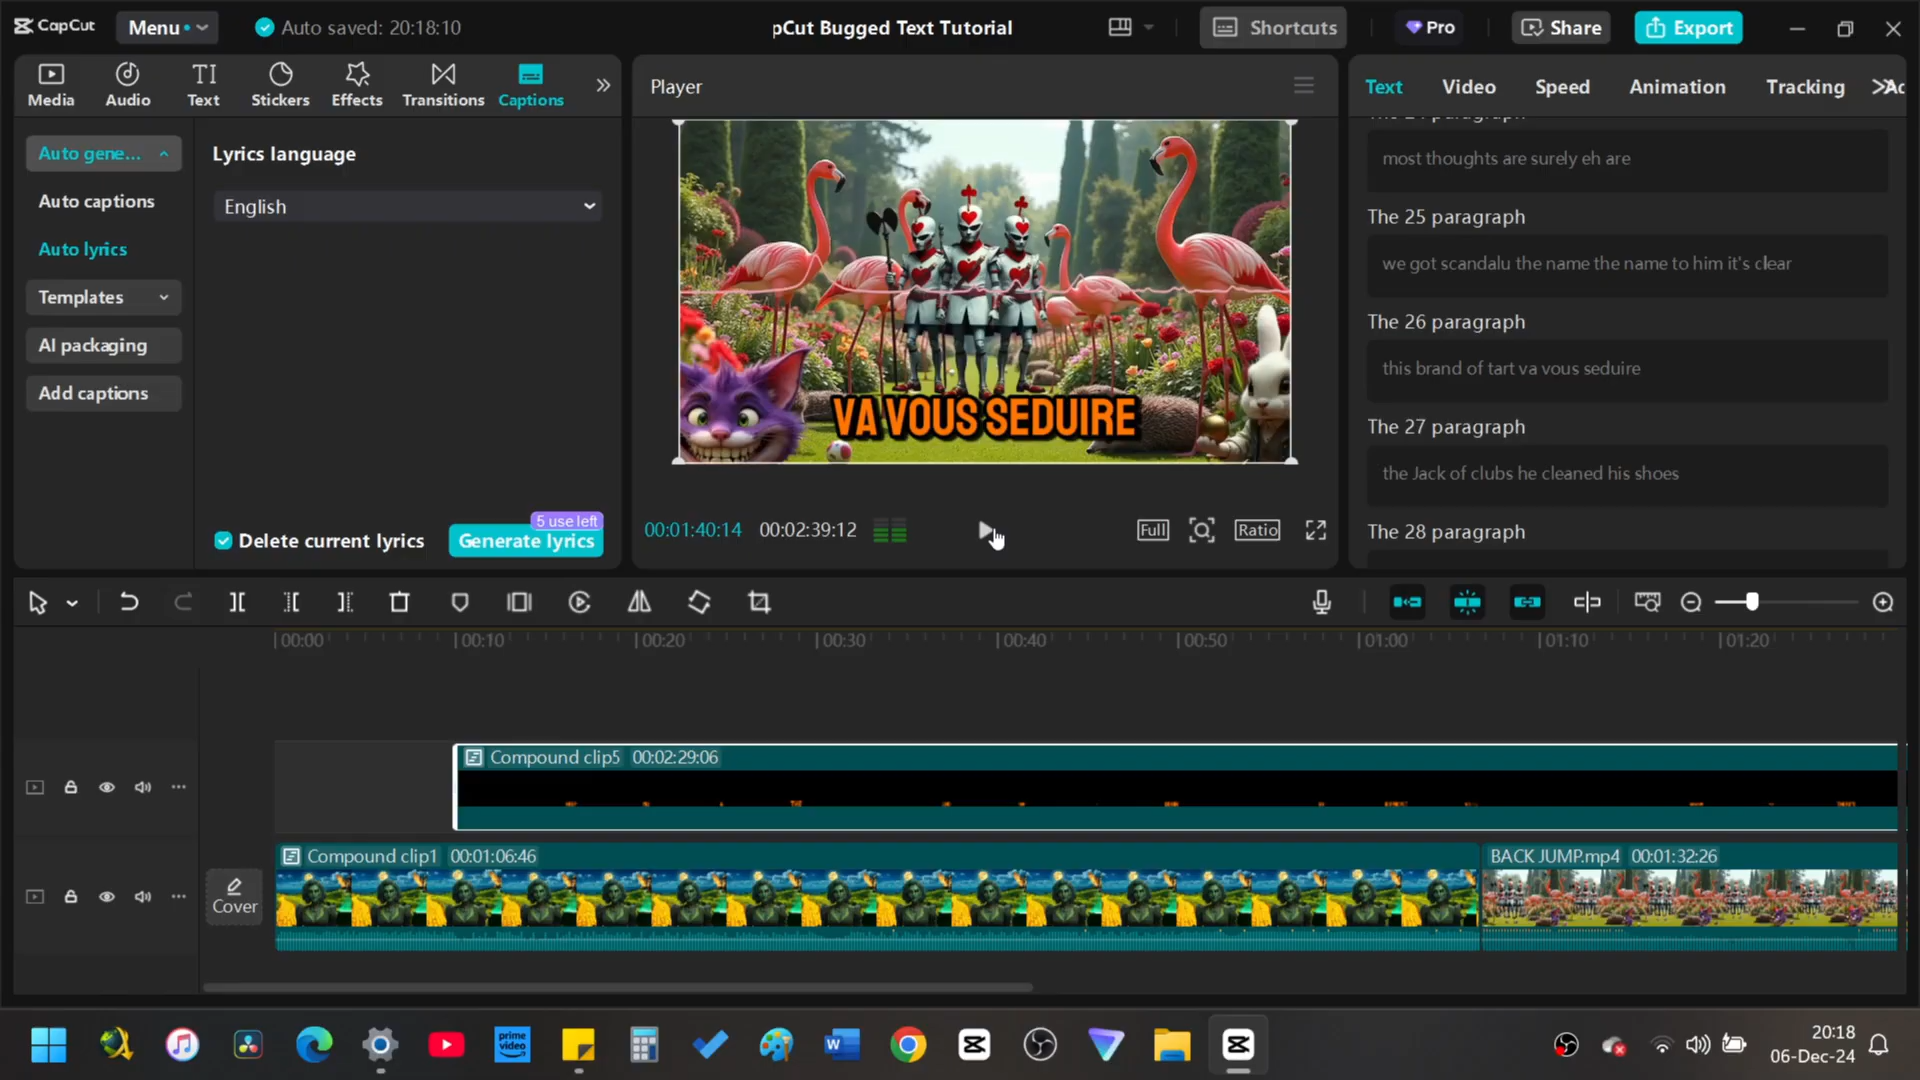 CapCut
Menu
Auto saved: 20:18:10
pCut Bugged Text Tutorial
Shortcuts
Pro
Share
Export
Media
Audio
TI
Text
Stickers
Effects
Transitions
Captions
Auto gene...
Auto captions
Auto lyrics
Templates
AI packaging
Add captions
Lyrics language
English
Delete current lyrics
5 use left
Generate lyrics
Player
VA VOUS SEDUIRE
00:01:40:14
00:02:39:12
Full
Ratio
Text
Video
Speed
Animation
Tracking
Ac
most thoughts are surely eh are
The 25 paragraph
we got scandalu the name the name to him it's clear
The 26 paragraph
this brand of tart va vous seduire
The 27 paragraph
the Jack of clubs he cleaned his shoes
The 28 paragraph
00:00
00:10
00:20
00:30
00:40
00:50
01:00
01:10
01:20
Compound clip5 00:02:29:06
Compound clip1 00:01:06:46
BACK JUMP.mp4 00:01:32:26
Cover
prime
video
W
20:18
06-Dec-24